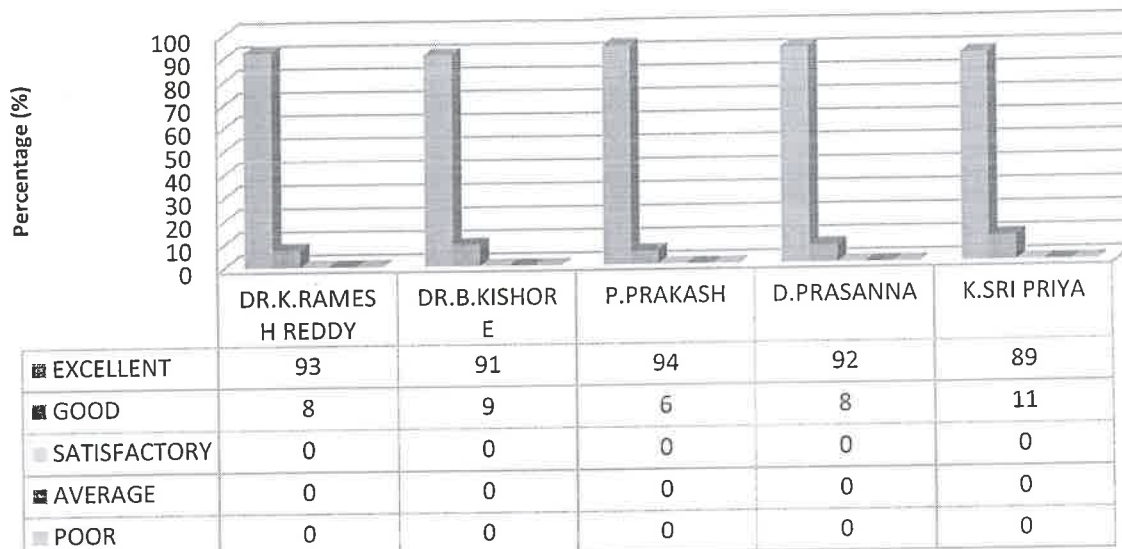 Percentage (%)
100
90
80
70
60
50
40
30
20
10
0
DR.K.RAMES
H REDDY
DR.B.KISHOR
E
P.PRAKASH
D.PRASANNA
K.SRI PRIYA
EXCELLENT 93 91 94 92 89
GOOD 8 9 6 8 11
SATISFACTORY 0 0 0 0 0
AVERAGE 0 0 0 0 0
POOR 0 0 0 0 0